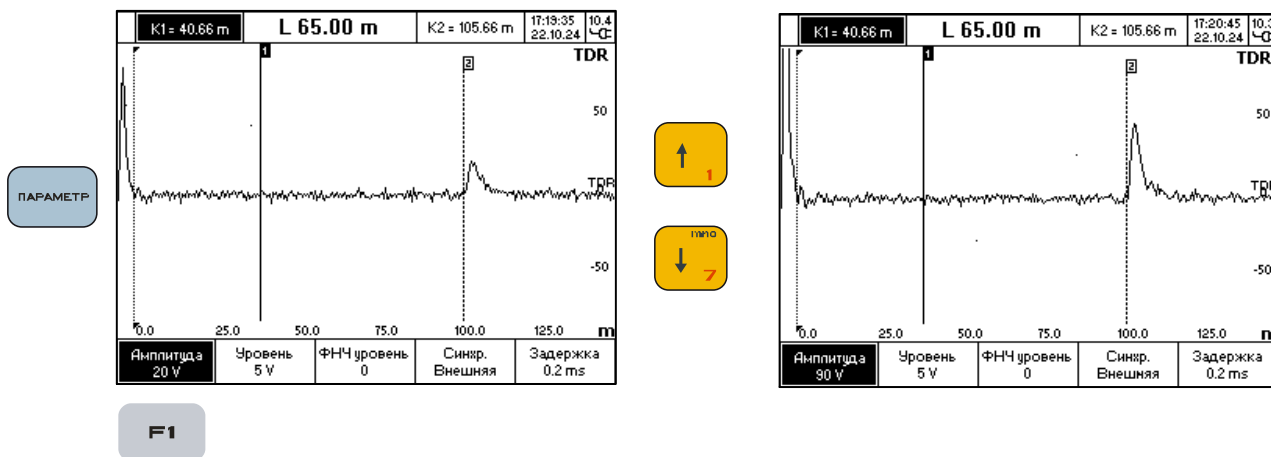 ПАРАМЕТР
K1 = 40.66 m
L 65.00 m
K2 = 105.66 m
17:19:35
22.10.24
10.4
1
2
TDR
50
TDR
0
-50
0.0 25.0 50.0 75.0 100.0 125.0 m
Амплитуда
20 V
Уровень
5 V
ФНЧ уровень
0
Синхр.
Внешняя
Задержка
0.2 ms
F1
1
7
K1 = 40.66 m
L 65.00 m
K2 = 105.66 m
17:20:45
22.10.24
1
2
TDR
50
-50
0.0 25.0 50.0 75.0 100.0 125.0
Амплитуда
90 V
Уровень
5 V
ФНЧ уровень
0
Синхр.
Внешняя
Задержка
0.2 ms